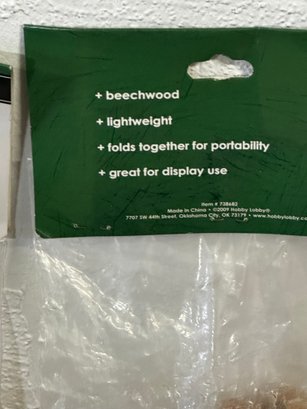 + beechwood
+ lightweight
+ folds together for portability
+ great for display use
Item # 738682
Made in China • ©2009 Hobby Lobby®
7707 SW 44th Street, Oklahoma City, OK 73179 • www.hobbylobby.co